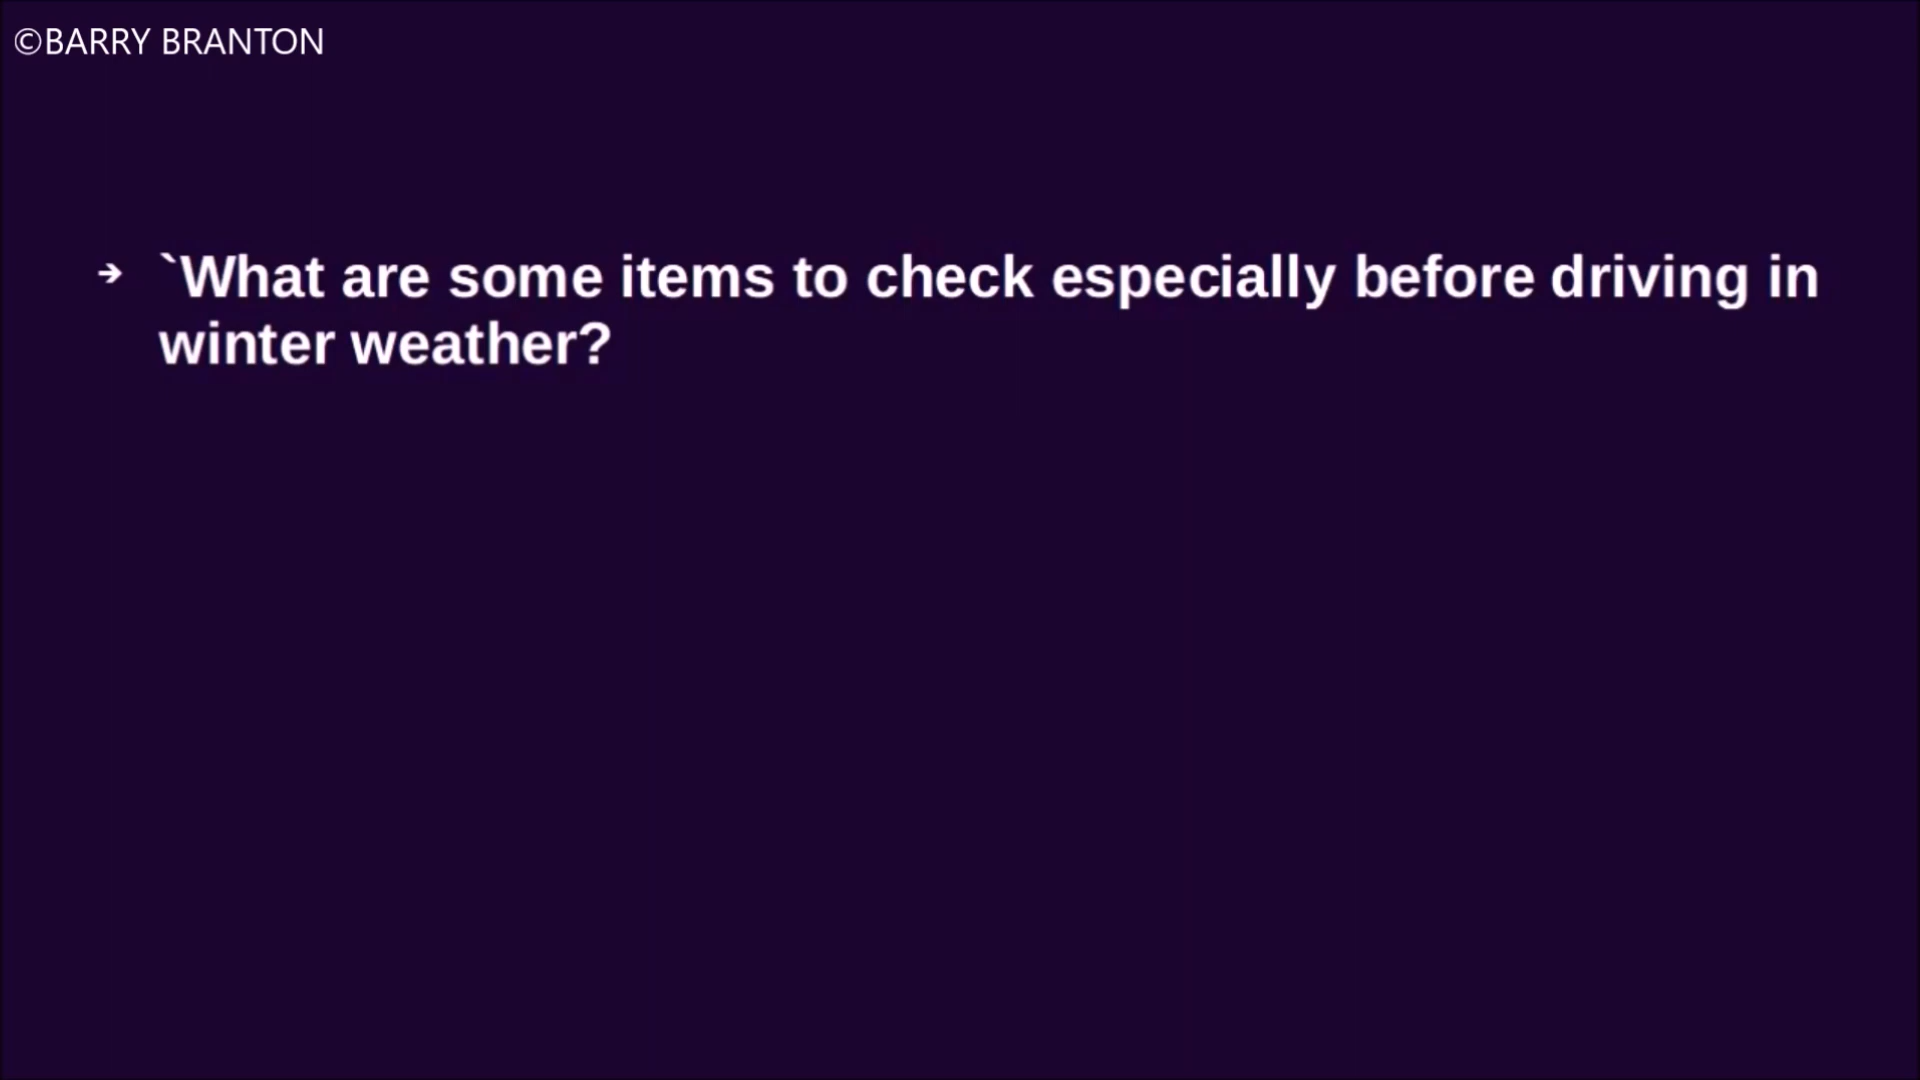 ©BARRY BRANTON
➔ `What are some items to check especially before driving in
winter weather?